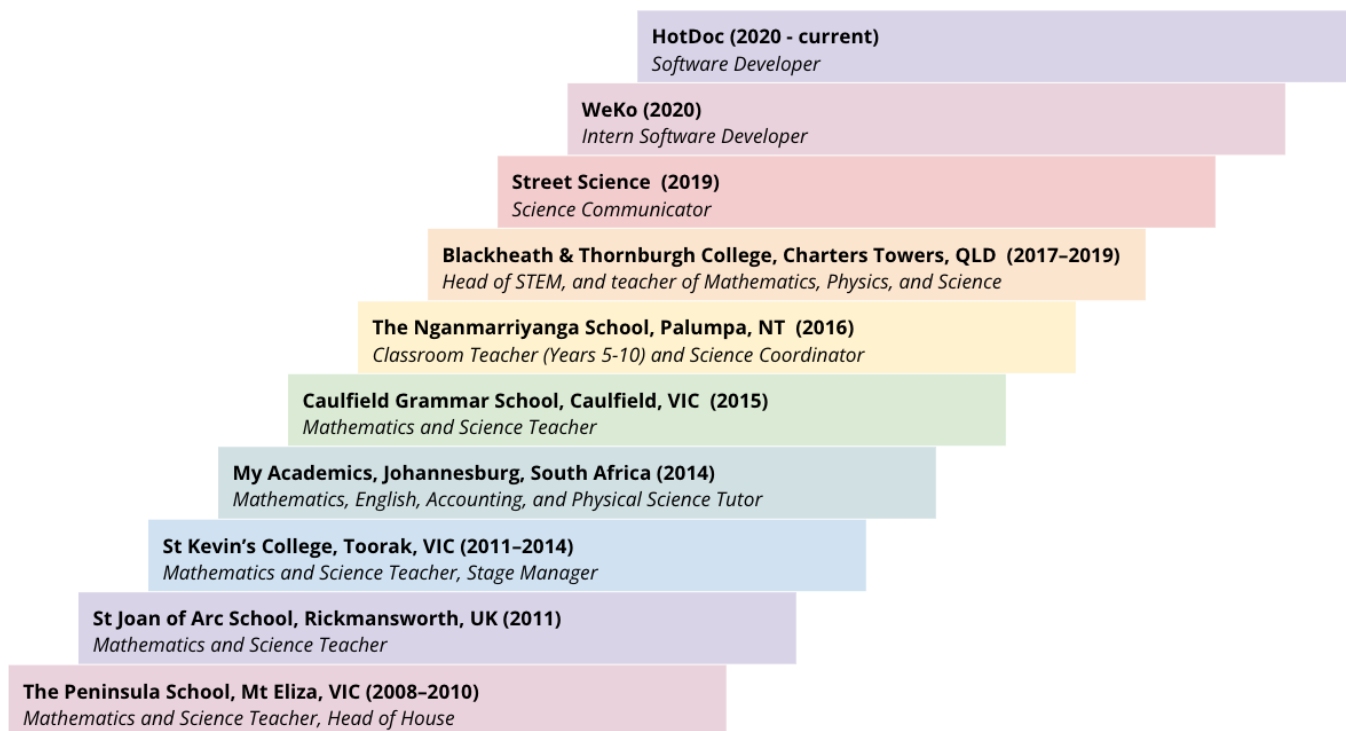 HotDoc (2020 - current)
Software Developer
WeKo (2020)
Intern Software Developer
Street Science  (2019)
Science Communicator
Blackheath & Thornburgh College, Charters Towers, QLD  (2017–2019)
Head of STEM, and teacher of Mathematics, Physics, and Science
The Nganmarriyanga School, Palumpa, NT  (2016)
Classroom Teacher (Years 5-10) and Science Coordinator
Caulfield Grammar School, Caulfield, VIC  (2015)
Mathematics and Science Teacher
My Academics, Johannesburg, South Africa (2014)
Mathematics, English, Accounting, and Physical Science Tutor
St Kevin’s College, Toorak, VIC (2011–2014)
Mathematics and Science Teacher, Stage Manager
St Joan of Arc School, Rickmansworth, UK (2011)
Mathematics and Science Teacher
The Peninsula School, Mt Eliza, VIC (2008–2010)
Mathematics and Science Teacher, Head of House